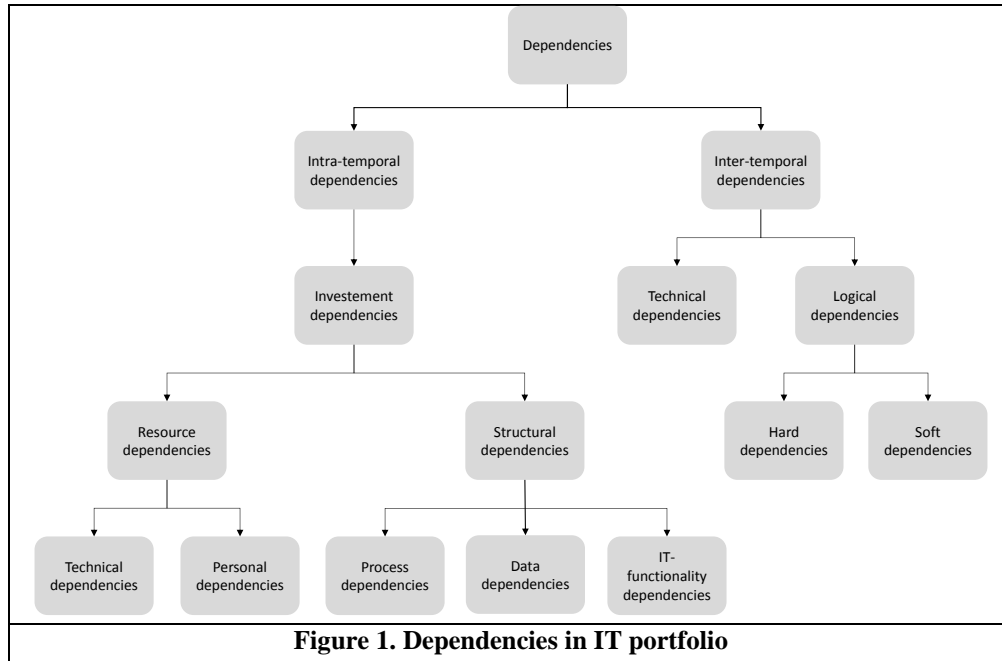 Dependencies
Intra-temporal
dependencies
Inter-temporal
dependencies
Investement
dependencies
Technical
dependencies
Logical
dependencies
Resource
dependencies
Structural
dependencies
Hard
dependencies
Soft
dependencies
Technical
dependencies
Personal
dependencies
Process
dependencies
Data
dependencies
IT-
functionality
dependencies
Figure 1. Dependencies in IT portfolio